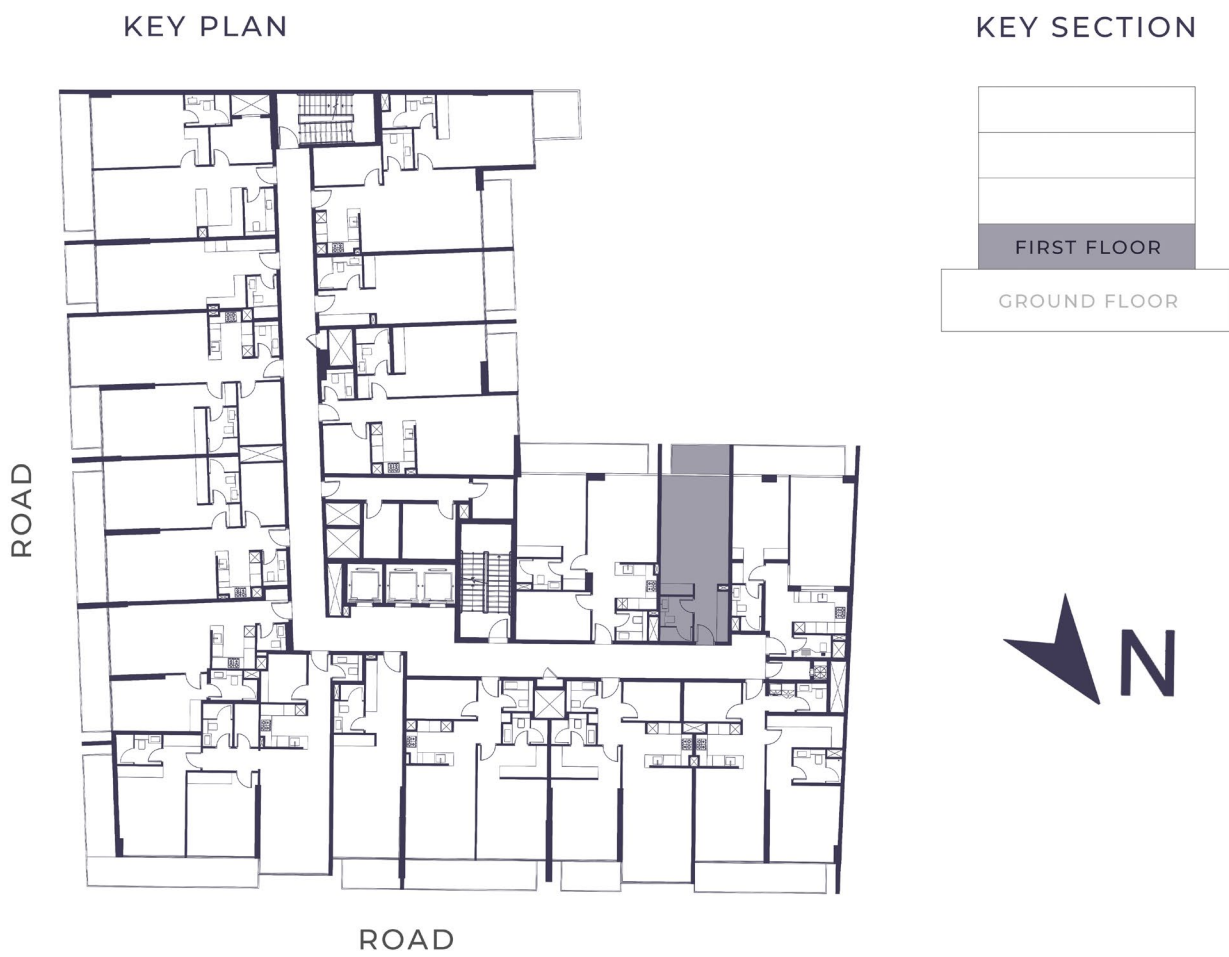 KEY PLAN
KEY SECTION
FIRST FLOOR
GROUND FLOOR
ROAD
N
ROAD